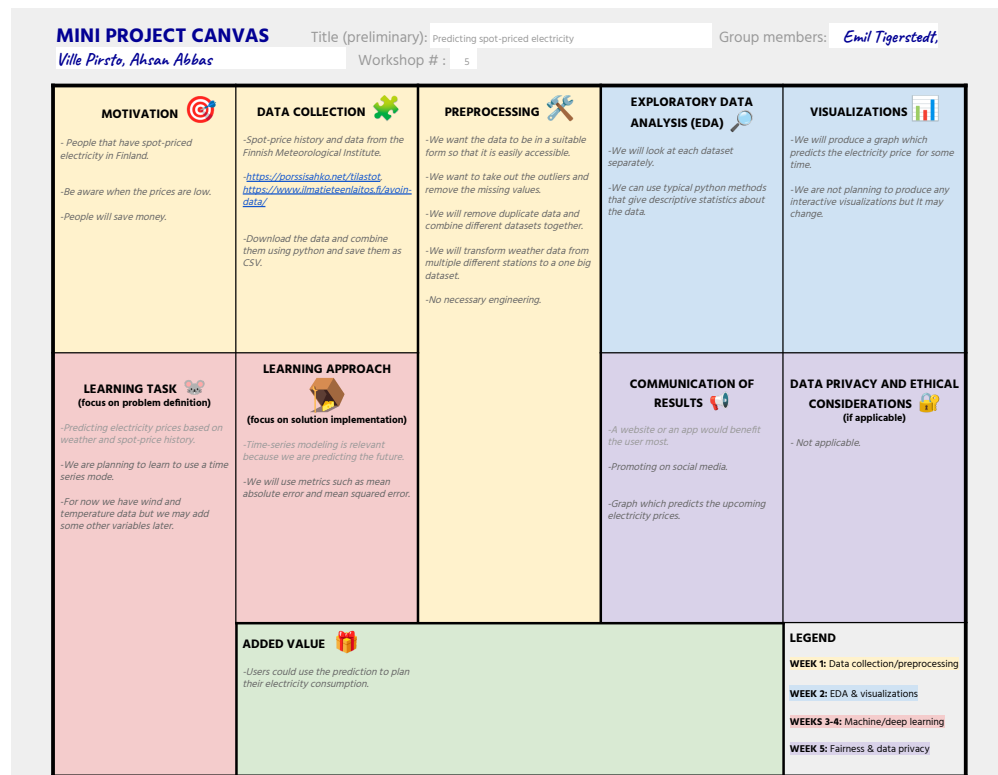 MINI PROJECT CANVAS Title (preliminary): Predicting spot-priced electricity Group members: Emil Tigerstedt,
Ville Pirsto, Ahsan Abbas Workshop # : 5
MOTIVATION
- People that have spot-priced
electricity in Finland.
-Be aware when the prices are low.
-People will save money.
DATA COLLECTION
-Spot-price history and data from the
Finnish Meteorological Institute.
-https://porssisahko.net/tilastot,
https://www.ilmatieteenlaitos.fi/avoin-
data/
-Download the data and combine
them using python and save them as
CSV.
PREPROCESSING
-We want the data to be in a suitable
form so that it is easily accessible.
-We want to take out the outliers and
remove the missing values.
-We will remove duplicate data and
combine different datasets together.
-We will transform weather data from
multiple different stations to a one big
dataset.
-No necessary engineering.
EXPLORATORY DATA
ANALYSIS (EDA)
-We will look at each dataset
separately.
-We can use typical python methods
that give descriptive statistics about
the data.
VISUALIZATIONS
-We will produce a graph which
predicts the electricity price for some
time.
-We are not planning to produce any
interactive visualizations but It may
change.
LEARNING TASK
(focus on problem definition)
-Predicting electricity prices based on
weather and spot-price history.
-We are planning to learn to use a time
series mode.
-For now we have wind and
temperature data but we may add
some other variables later.
LEARNING APPROACH
(focus on solution implementation)
-Time-series modeling is relevant
because we are predicting the future.
-We will use metrics such as mean
absolute error and mean squared error.
COMMUNICATION OF
RESULTS
-A website or an app would benefit
the user most.
-Promoting on social media.
-Graph which predicts the upcoming
electricity prices.
DATA PRIVACY AND ETHICAL
CONSIDERATIONS
(if applicable)
- Not applicable.
ADDED VALUE
-Users could use the prediction to plan
their electricity consumption.
LEGEND
WEEK 1: Data collection/preprocessing
WEEK 2: EDA & visualizations
WEEKS 3-4: Machine/deep learning
WEEK 5: Fairness & data privacy